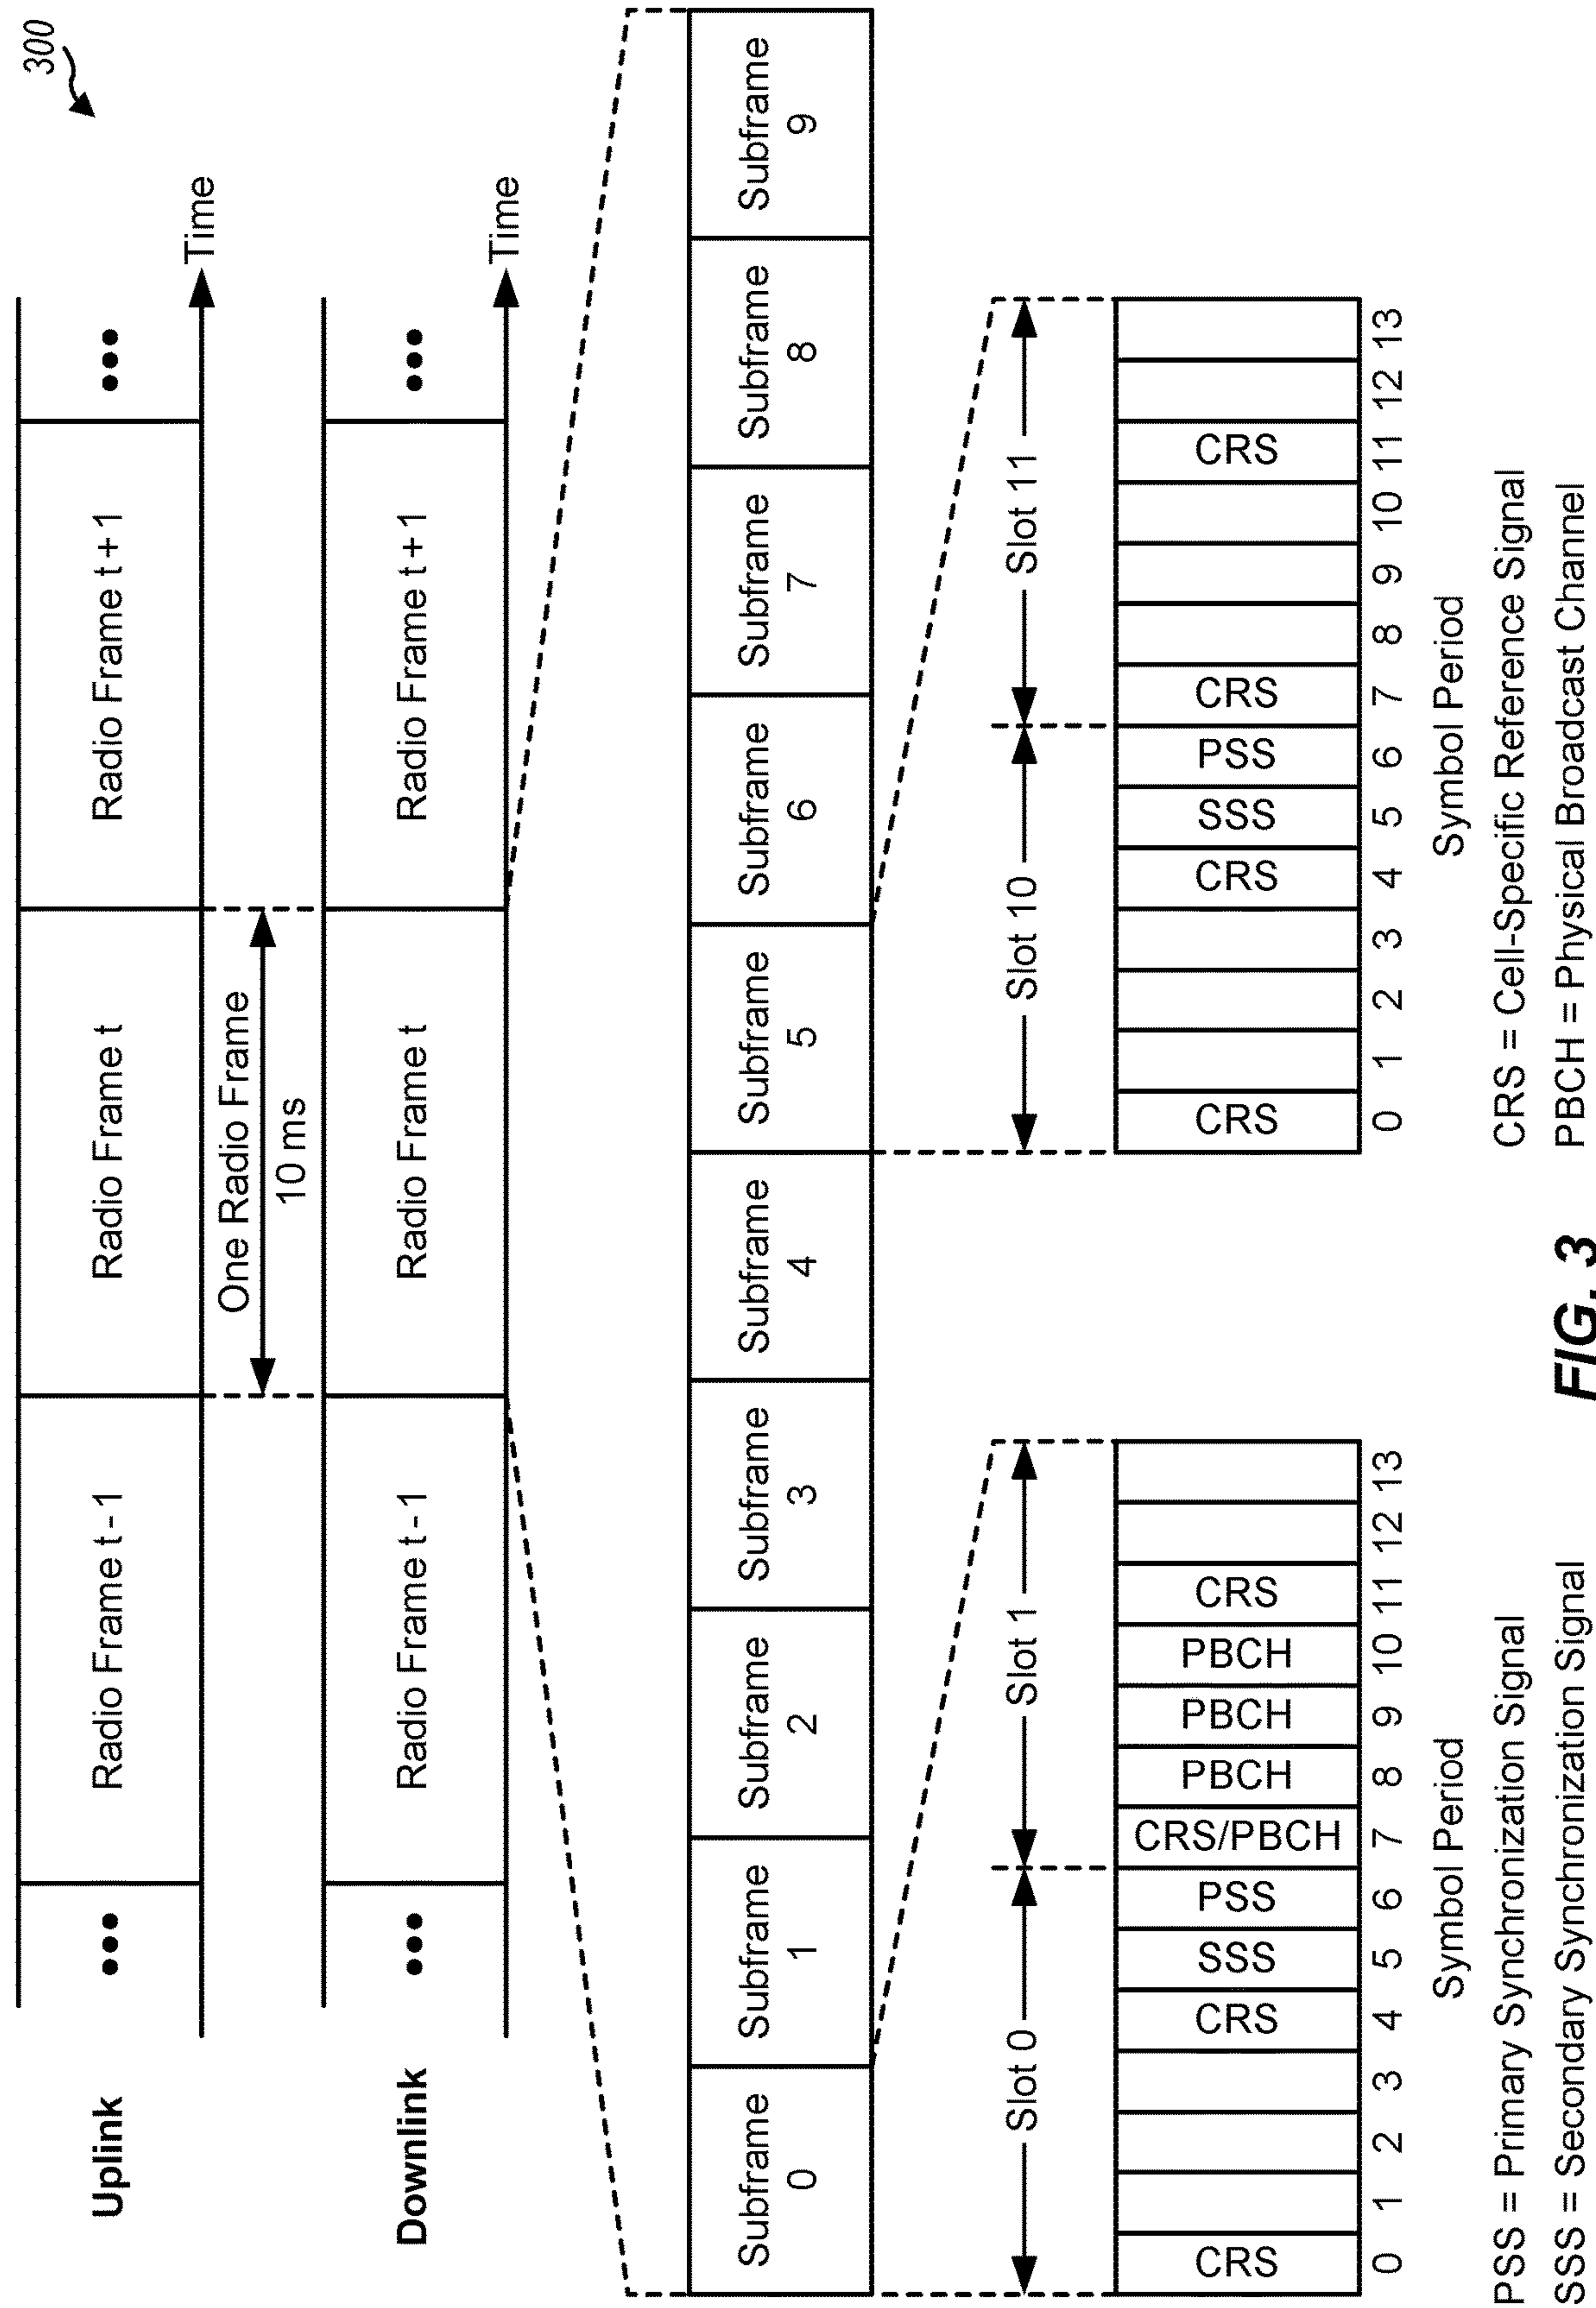 300
Uplink
••• Radio Frame t - 1 Radio Frame t Radio Frame t + 1 •••
Time
One Radio Frame
10 ms
Downlink
••• Radio Frame t - 1 Radio Frame t Radio Frame t + 1 •••
Time
Subframe Subframe Subframe Subframe Subframe Subframe Subframe Subframe Subframe Subframe
0 1 2 3 4 5 6 7 8 9
Slot 0 Slot 1
Slot 10 Slot 11
CRS CRS SSS PSS CRS/PBCH PBCH PBCH PBCH CRS
0 1 2 3 4 5 6 7 8 9 10 11 12 13
Symbol Period
CRS CRS SSS PSS CRS CRS
0 1 2 3 4 5 6 7 8 9 10 11 12 13
Symbol Period
PSS = Primary Synchronization Signal
SSS = Secondary Synchronization Signal
CRS = Cell-Specific Reference Signal
PBCH = Physical Broadcast Channel
FIG. 3